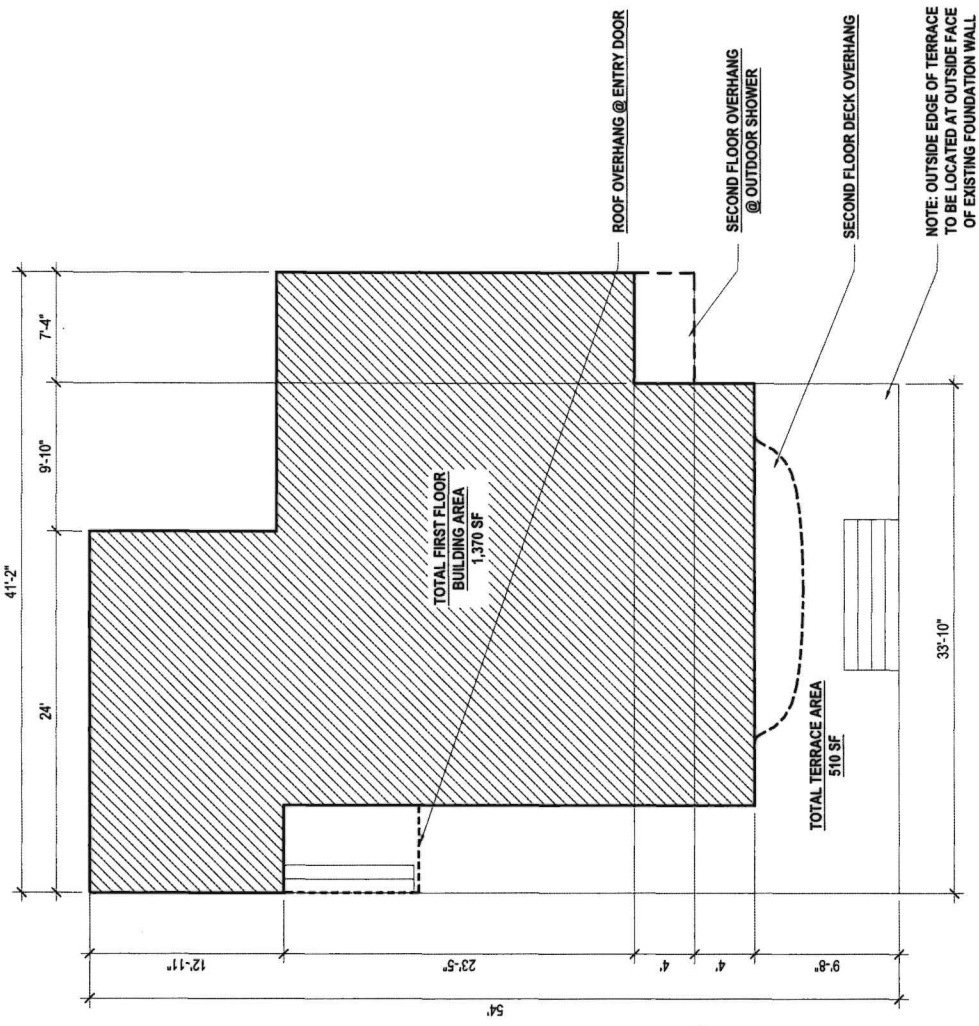 41'-2"
24'
9'-10"
7'-4"
ROOF OVERHANG @ ENTRY DOOR
SECOND FLOOR OVERHANG
@ OUTDOOR SHOWER
SECOND FLOOR DECK OVERHANG
NOTE: OUTSIDE EDGE OF TERRACE
TO BE LOCATED AT OUTSIDE FACE
OF EXISTING FOUNDATION WALL
TOTAL FIRST FLOOR
BUILDING AREA
1,370 SF
TOTAL TERRACE AREA
510 SF
33'-10"
54'
12'-11"
23'-5"
4'
4'
9'-8"